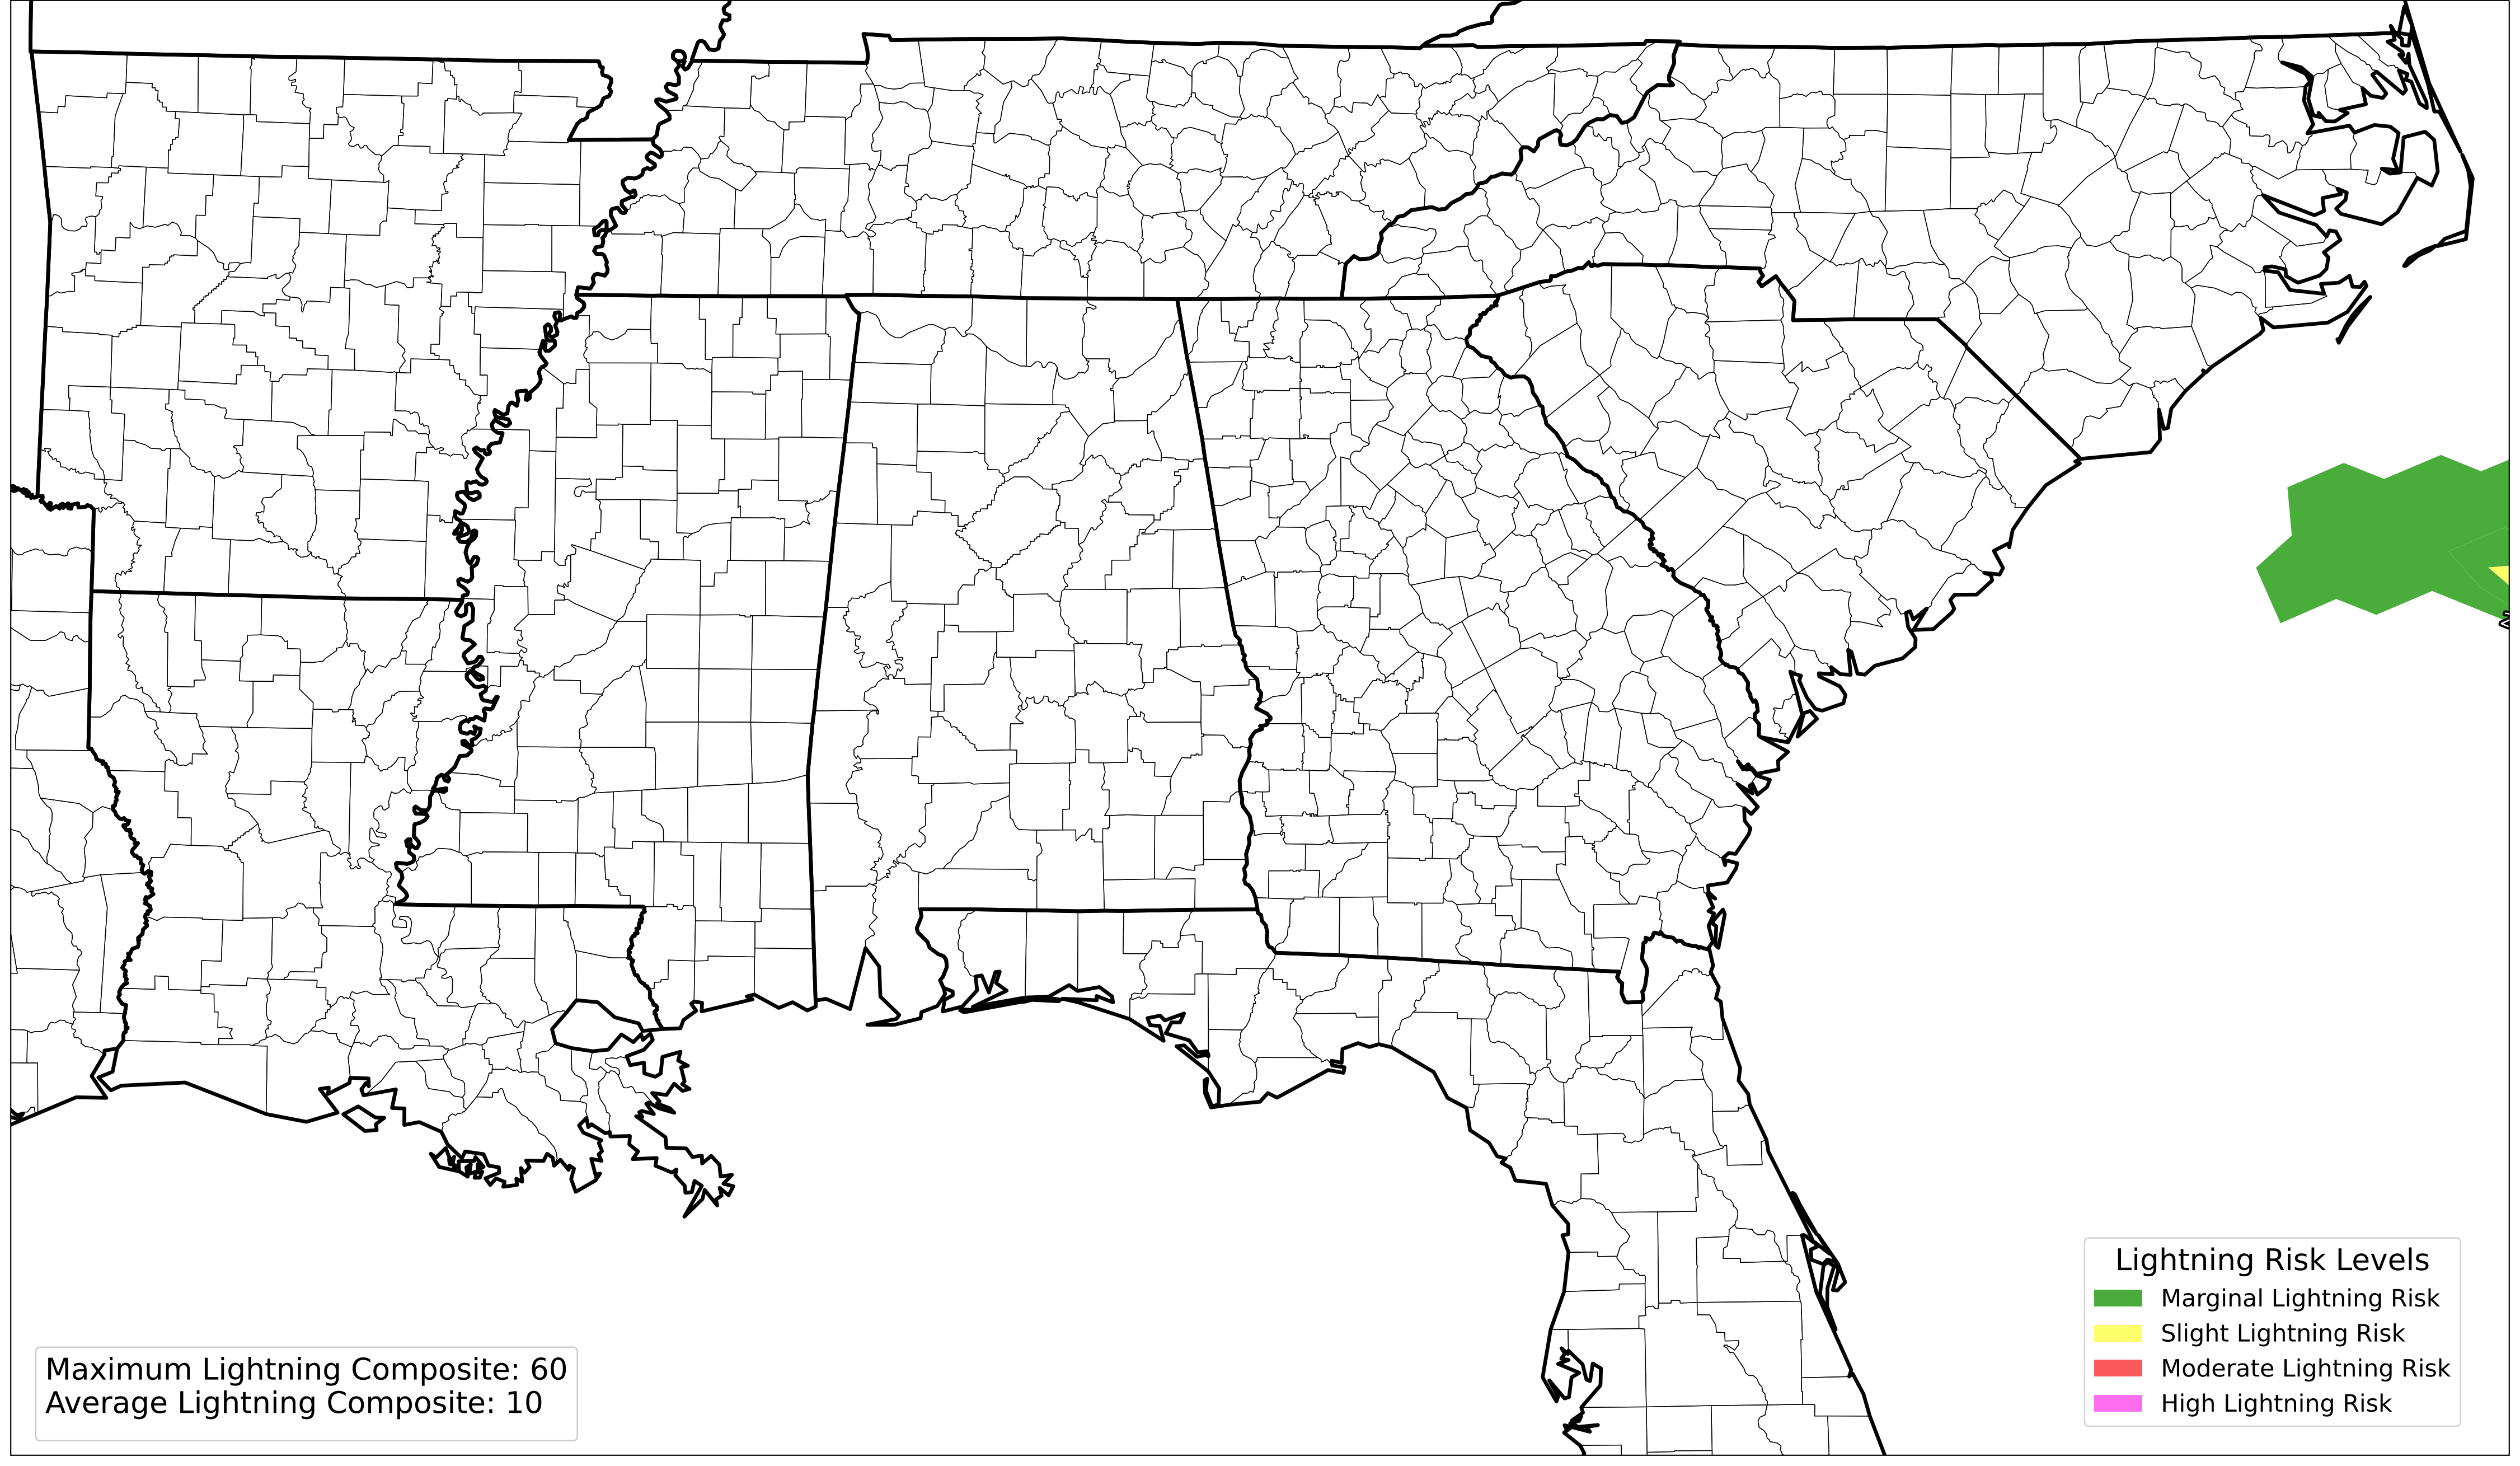 Maximum Lightning Composite: 60
Average Lightning Composite: 10
Lightning Risk Levels
Marginal Lightning Risk
Slight Lightning Risk
Moderate Lightning Risk
High Lightning Risk